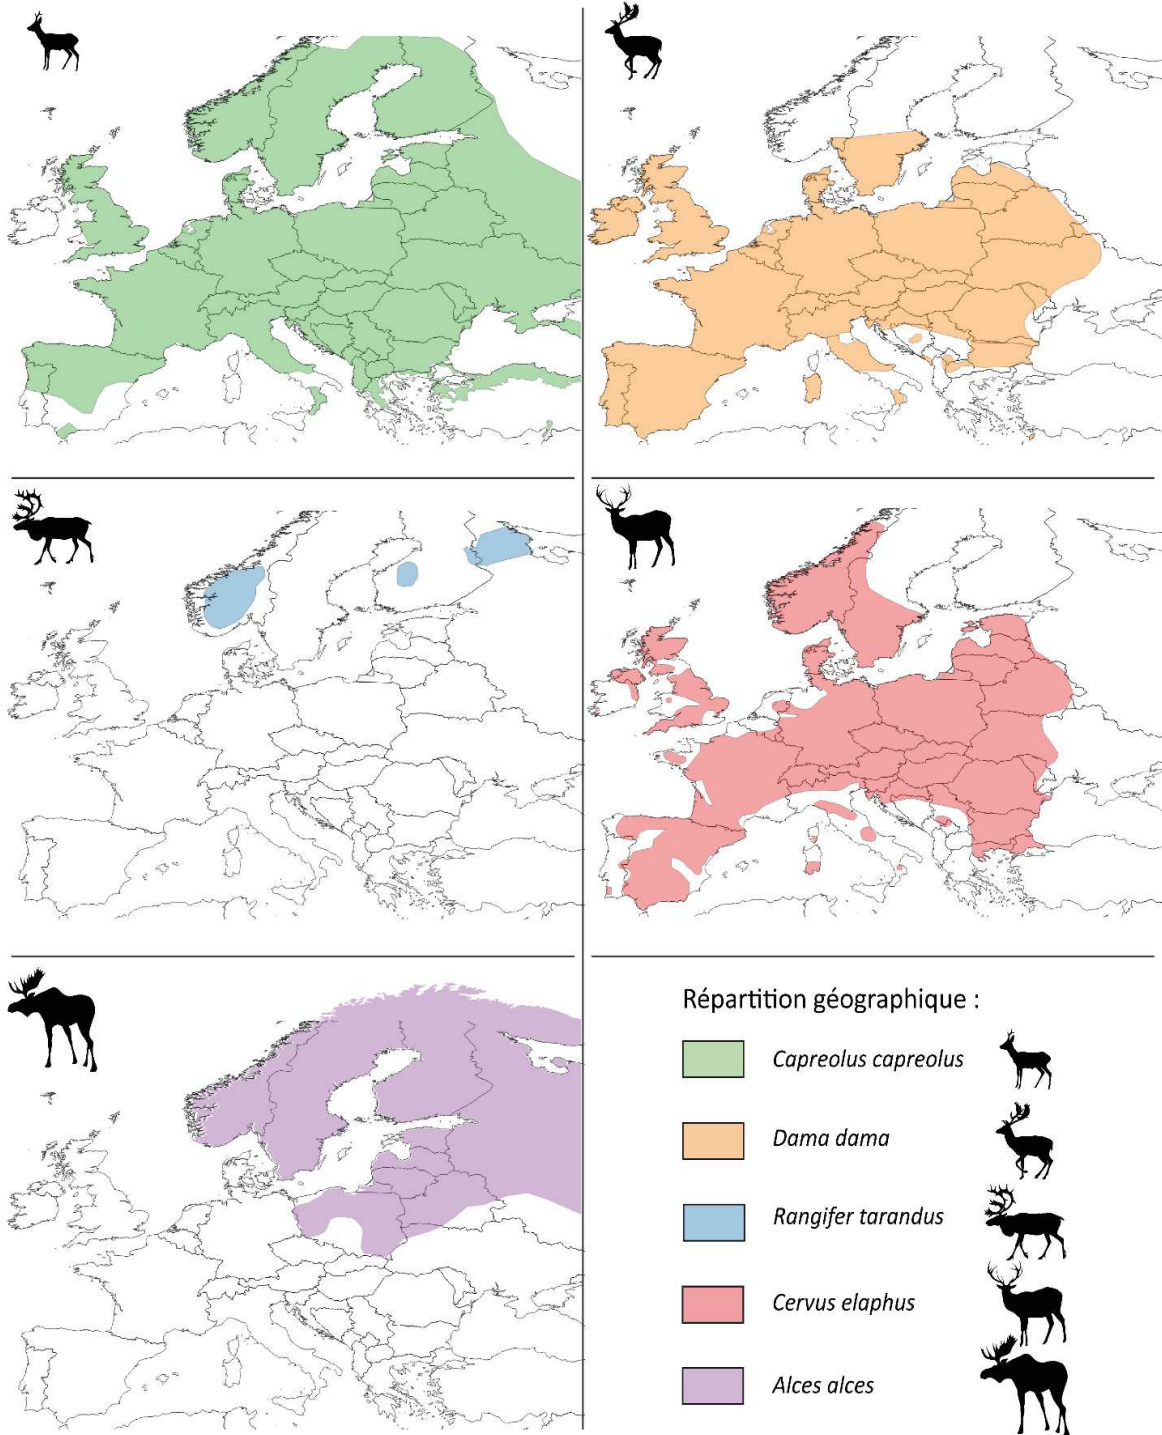 Répartition géographique :
Capreolus capreolus
Dama dama
Rangifer tarandus
Cervus elaphus
Alces alces